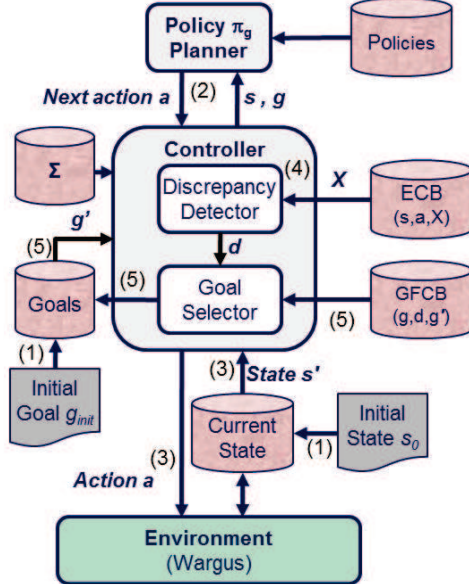 Policy π_g
Planner
Policies
Next action a
(2)
s , g
Controller
Σ
Discrepancy
Detector
(4)
X
ECB
(s,a,X)
g'
(5)
d
(5)
Goals
Goal
Selector
(5)
GFCB
(g,d,g')
(1)
Initial
Goal g_init
(3)
State s'
Current
State
(1)
Initial
State s_0
(3)
Action a
Environment
(Wargus)